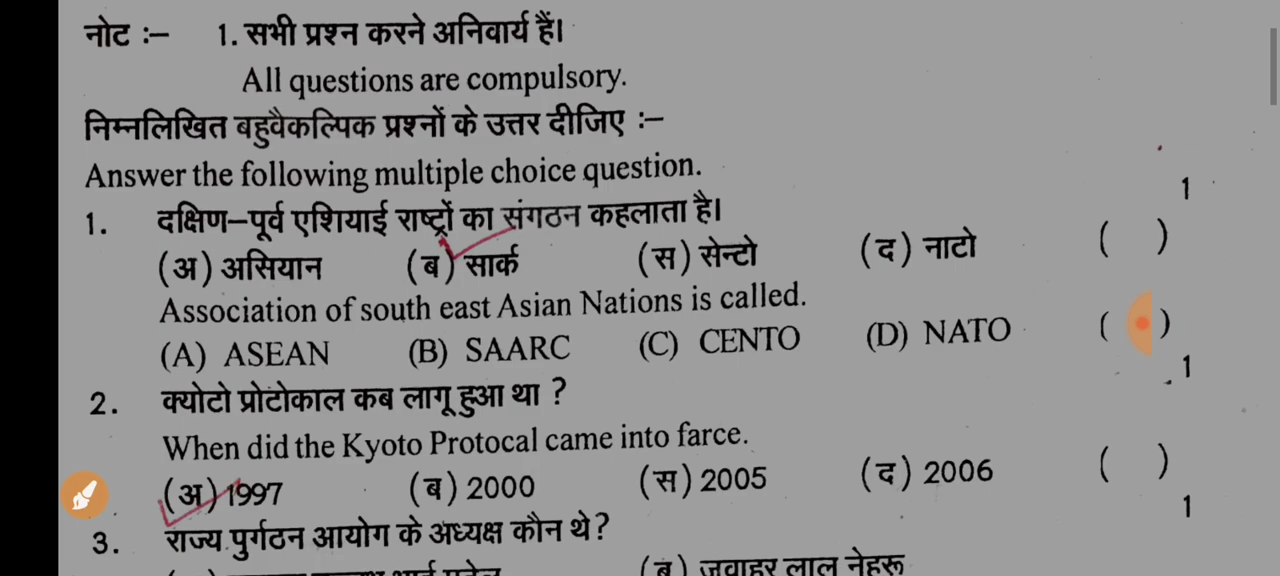 नोट :– 1. सभी प्रश्न करने अनिवार्य हैं।
All questions are compulsory.
निम्नलिखित बहुवैकल्पिक प्रश्नों के उत्तर दीजिए :–
Answer the following multiple choice question.
1
1. दक्षिण–पूर्व एशियाई राष्ट्रों का संगठन कहलाता है।
(अ) असियान (ब) सार्क (स) सेन्टो (द) नाटो ( )
Association of south east Asian Nations is called.
(A) ASEAN (B) SAARC (C) CENTO (D) NATO ( )
1
2. क्योटो प्रोटोकाल कब लागू हुआ था ?
When did the Kyoto Protocal came into farce.
(अ) 1997 (ब) 2000 (स) 2005 (द) 2006 ( )
1
3. राज्य पुर्गठन आयोग के अध्यक्ष कौन थे?
(ब) जवाहर लाल नेहरू